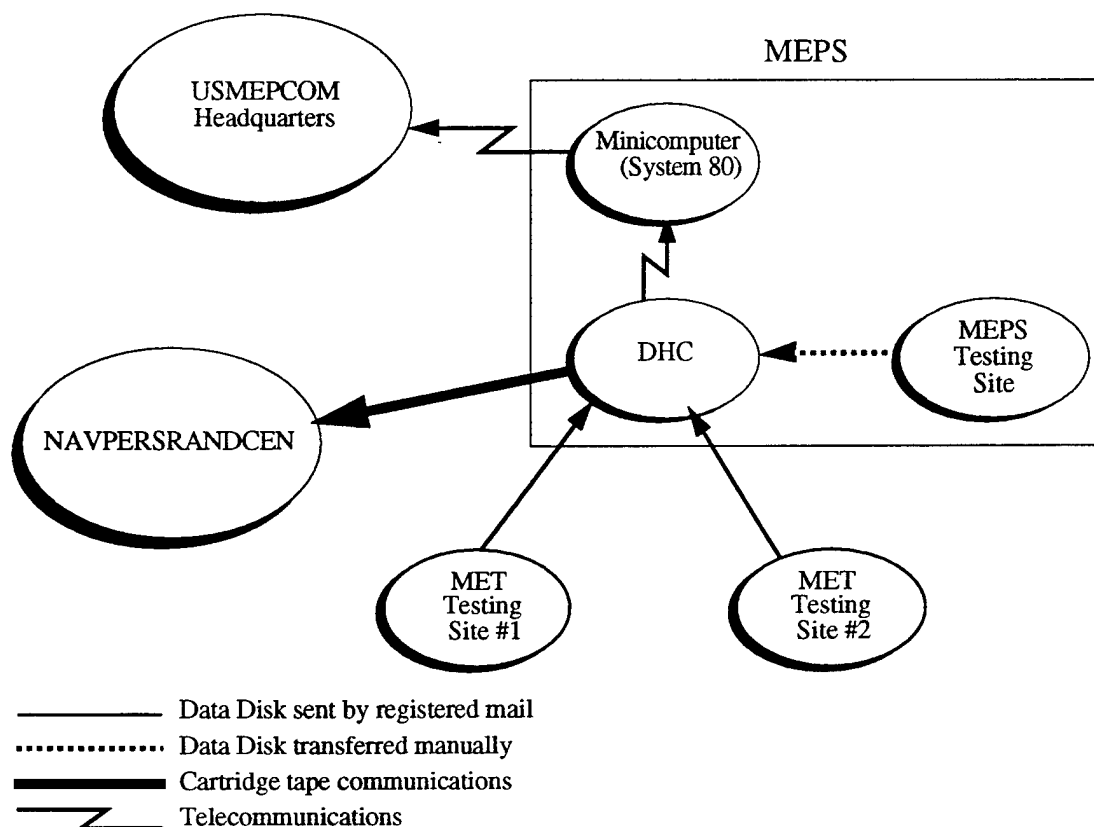 MEPS
USMEPCOM
Headquarters
Minicomputer
(System 80)
DHC
MEPS
Testing
Site
NAVPERSRANDCEN
MET
Testing
Site #1
MET
Testing
Site #2
Data Disk sent by registered mail
Data Disk transferred manually
Cartridge tape communications
Telecommunications